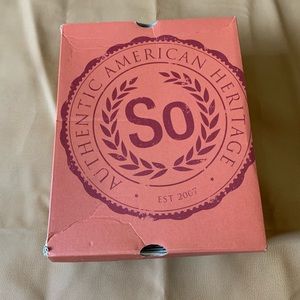 AUTHENTIC AMERICAN HERITAGE
So
· EST 2007 ·